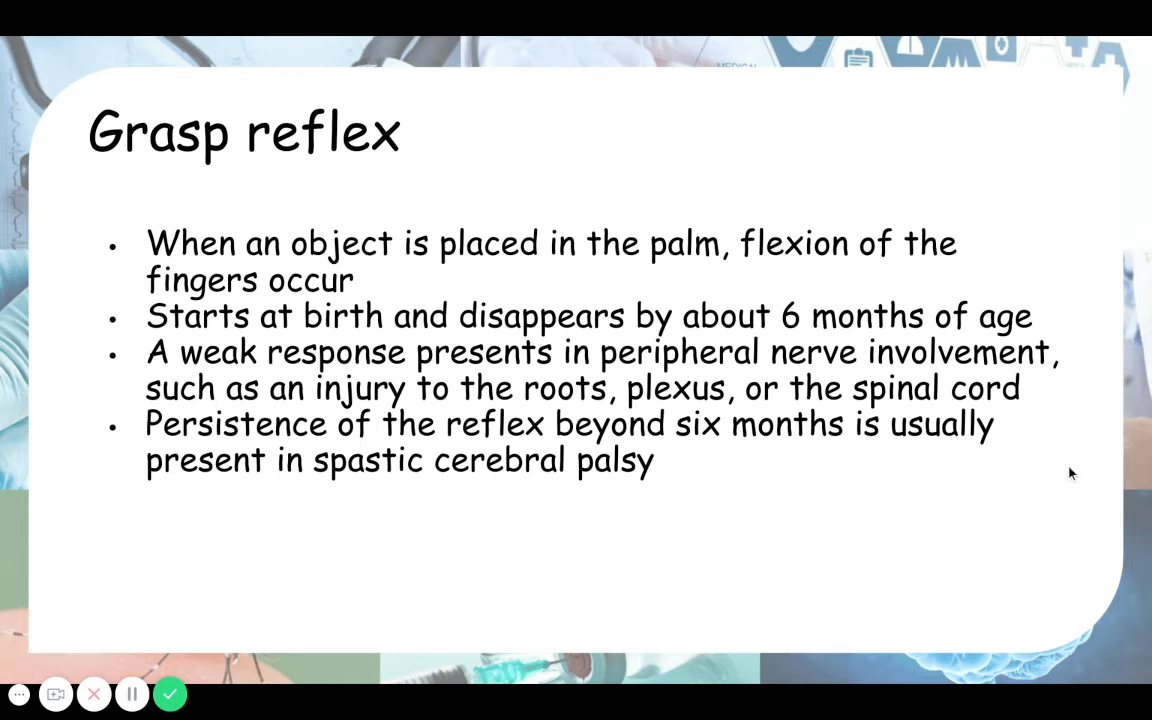 MEDICAL
Grasp reflex
• When an object is placed in the palm, flexion of the
fingers occur
• Starts at birth and disappears by about 6 months of age
• A weak response presents in peripheral nerve involvement,
such as an injury to the roots, plexus, or the spinal cord
• Persistence of the reflex beyond six months is usually
present in spastic cerebral palsy